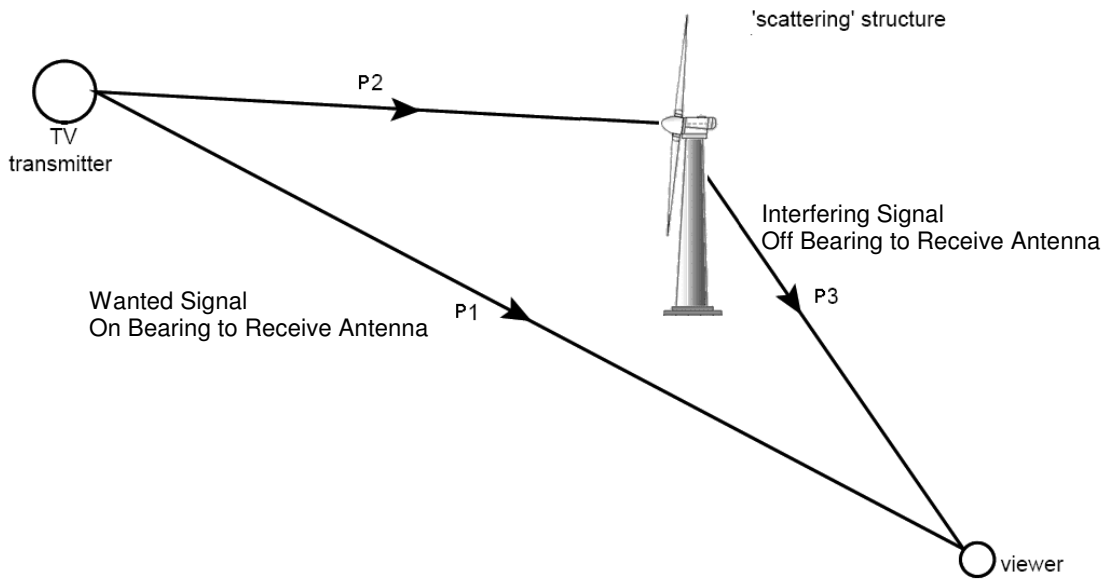 'scattering' structure
P2
TV
transmitter
Interfering Signal
Off Bearing to Receive Antenna
Wanted Signal
On Bearing to Receive Antenna
P1
P3
viewer